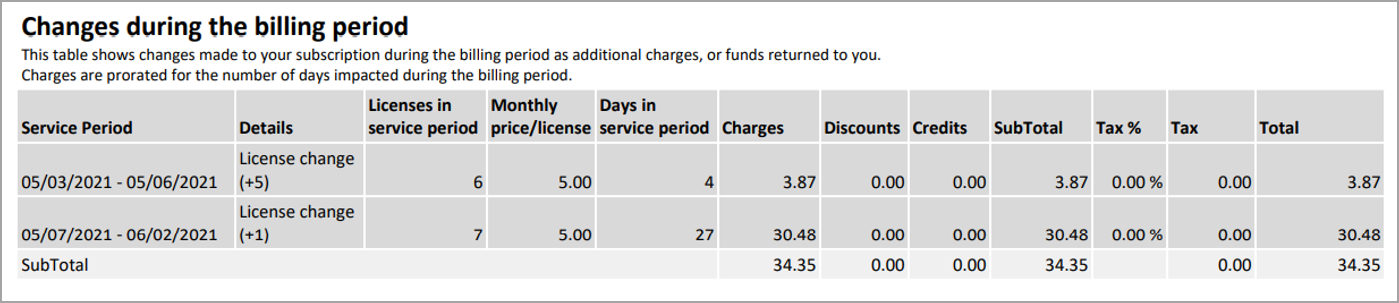 Changes during the billing period
This table shows changes made to your subscription during the billing period as additional charges, or funds returned to you.
Charges are prorated for the number of days impacted during the billing period.
Licenses in Monthly Days in
Service Period Details service period price/license service period Charges Discounts Credits SubTotal Tax % Tax Total
License change
05/03/2021 - 05/06/2021 (+5) 6 5.00 4 3.87 0.00 0.00 3.87 0.00 % 0.00 3.87
License change
05/07/2021 - 06/02/2021 (+1) 7 5.00 27 30.48 0.00 0.00 30.48 0.00 % 0.00 30.48
SubTotal 34.35 0.00 0.00 34.35 0.00 34.35